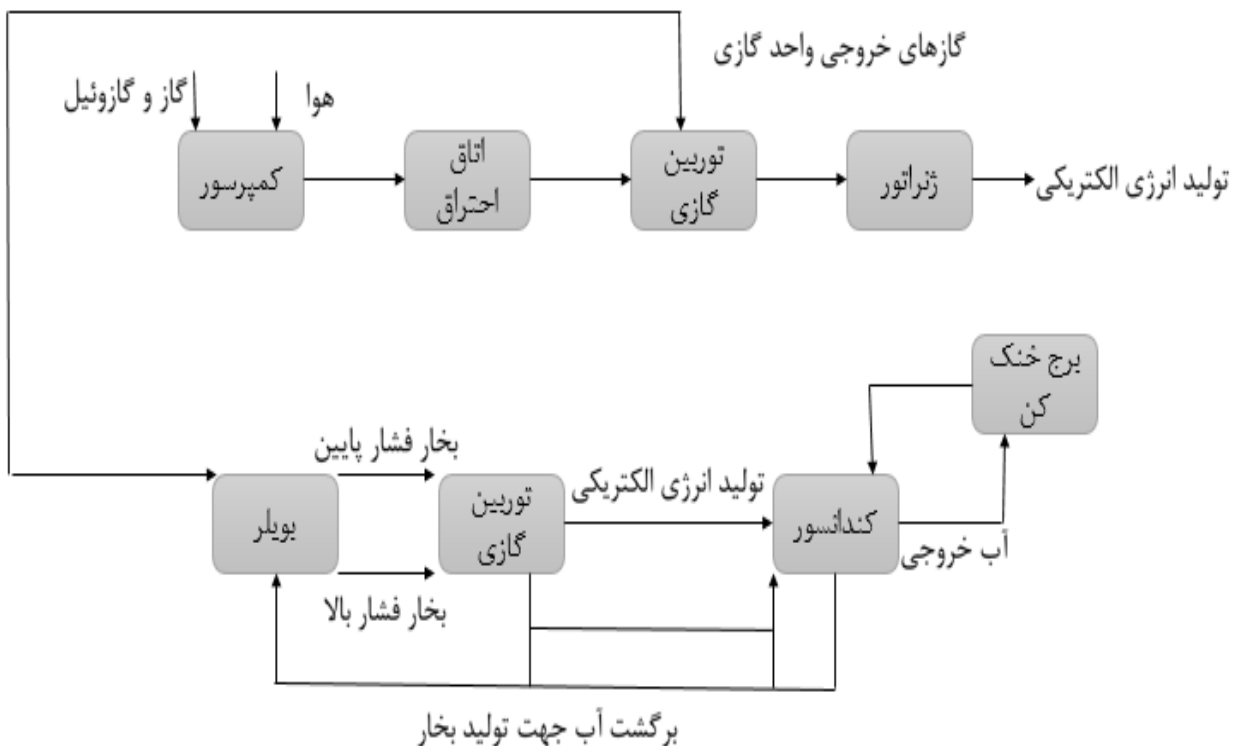 گازهای خروجی واحد گازی
گاز و گازوئیل
هوا
کمپرسور
اتاق
احتراق
توربین
گازی
ژنراتور
تولید انرژی الکتریکی
برج خنک
کن
بخار فشار پایین
بویلر
توربین
گازی
تولید انرژی الکتریکی
کندانسور
آب خروجی
بخار فشار بالا
برگشت آب جهت تولید بخار